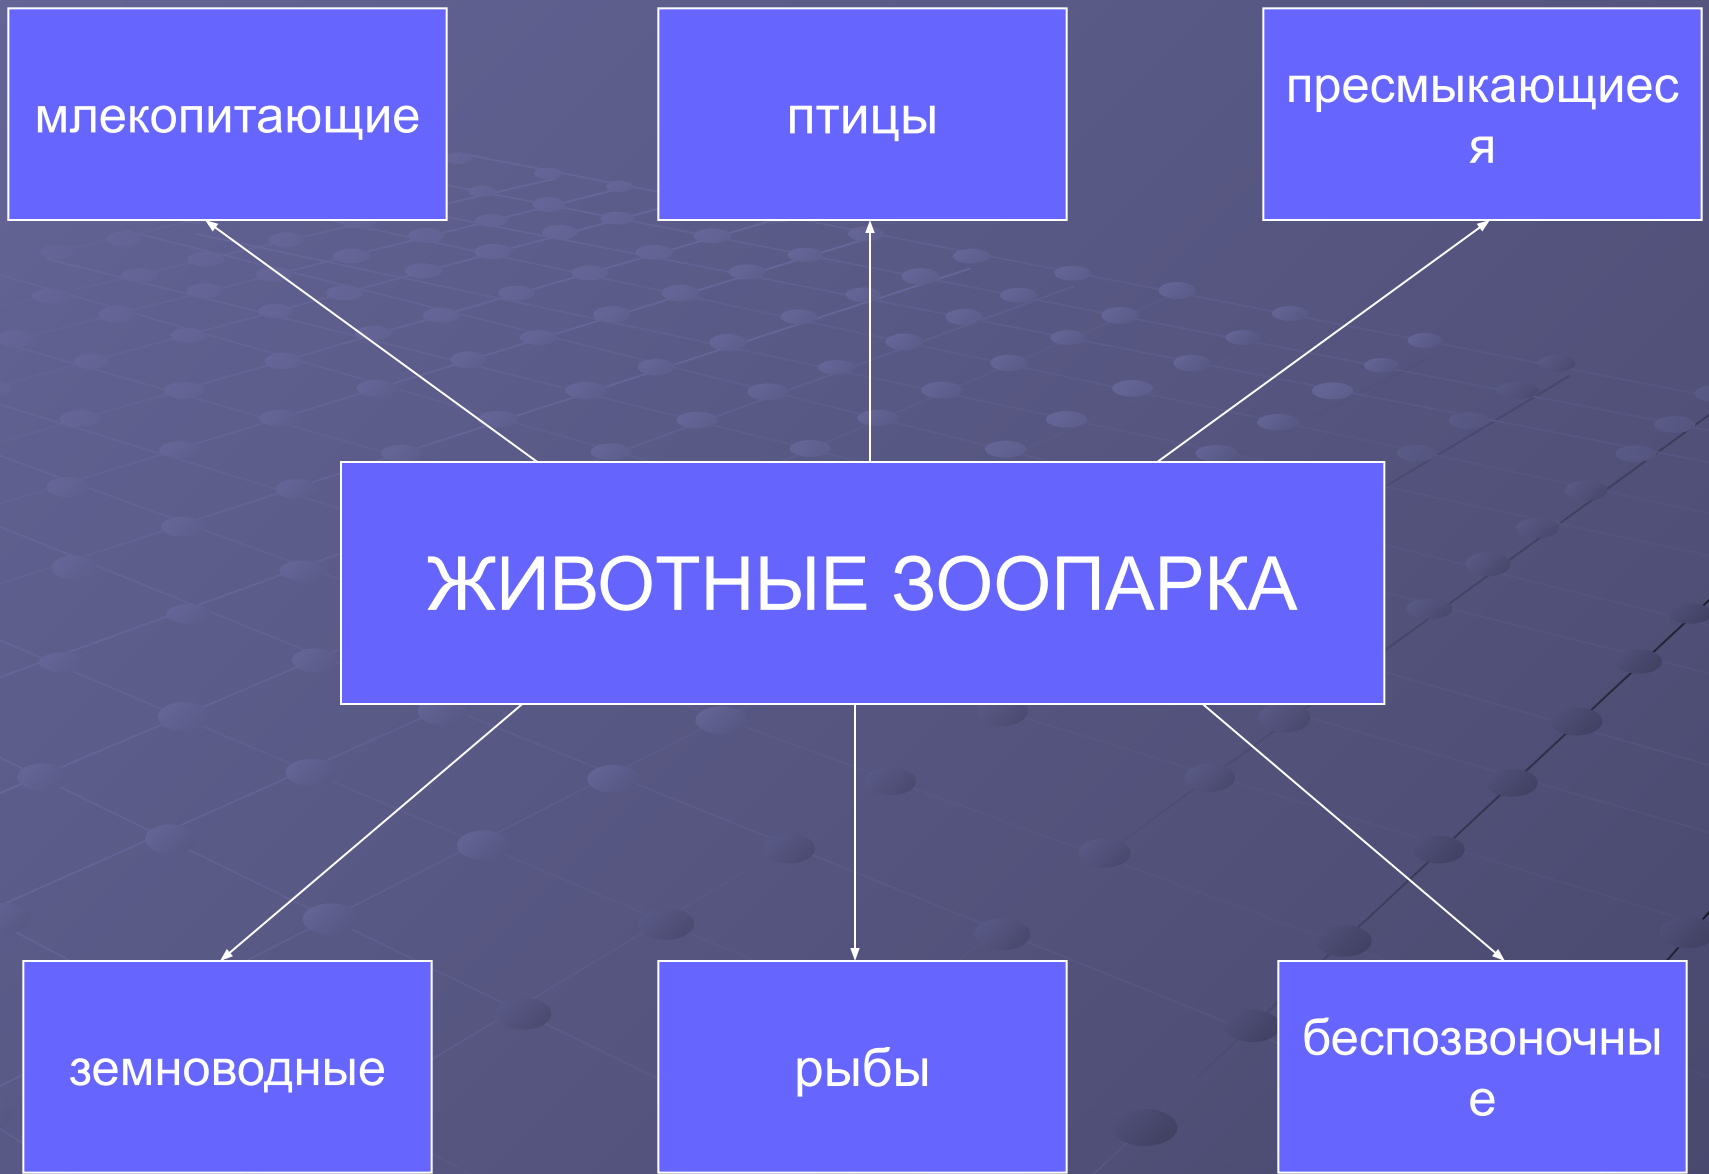 млекопитающие
птицы
пресмыкающиес
я
ЖИВОТНЫЕ ЗООПАРКА
земноводные
рыбы
беспозвоночны
е